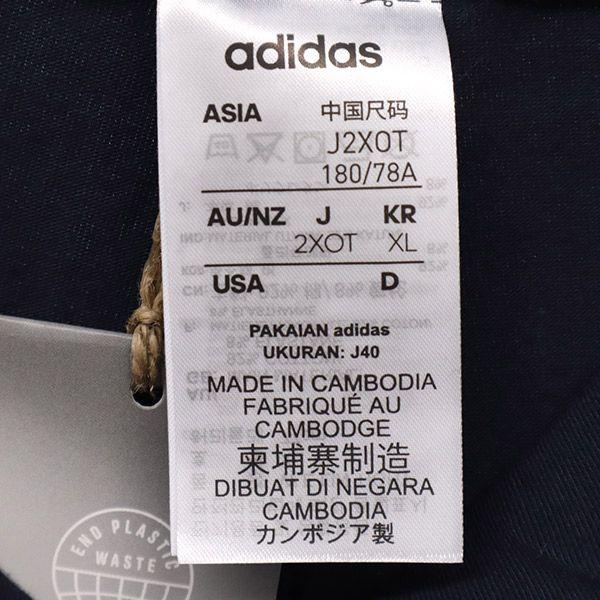 adidas
ASIA 中国尺码
J2XOT
180/78A
AU/NZ J KR
2XOT XL
USA D
PAKAIAN adidas
UKURAN: J40
MADE IN CAMBODIA
FABRIQUÉ AU
CAMBODGE
柬埔寨制造
DIBUAT DI NEGARA
CAMBODIA
カンボジア製
END PLASTIC
WASTE